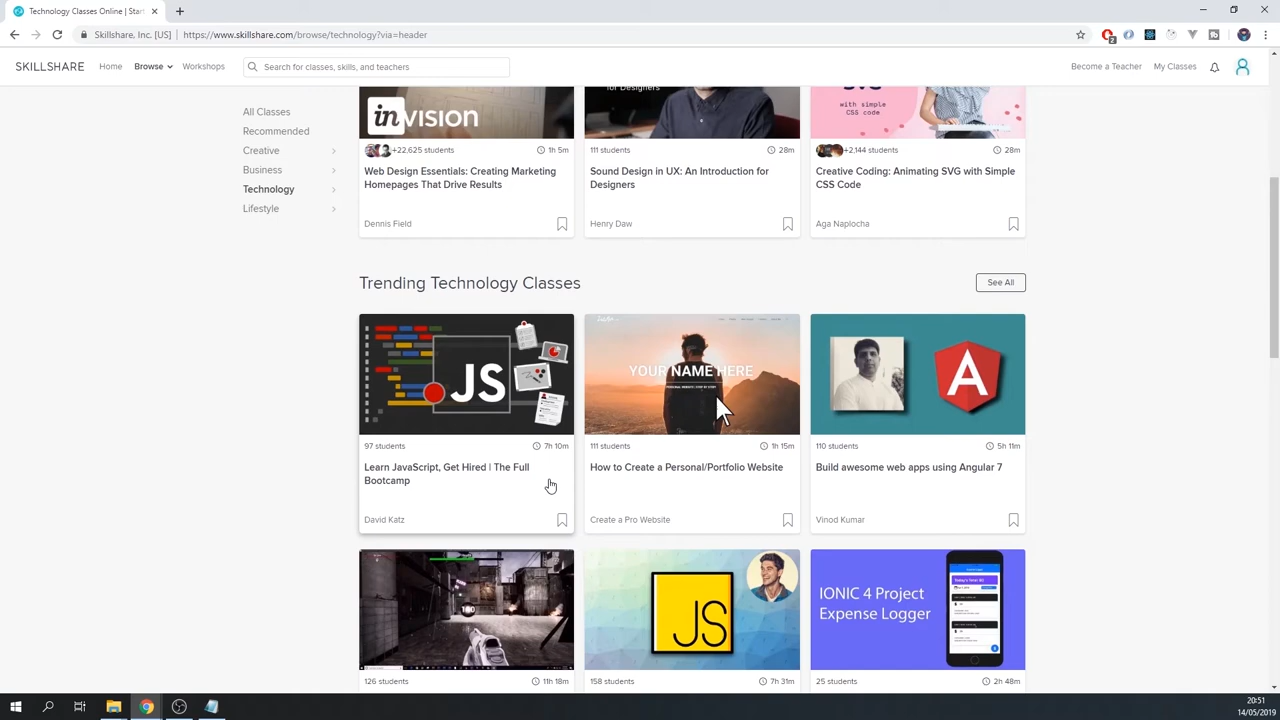 Technology Classes Online | Star
Skillshare, Inc. [US]
https://www.skillshare.com/browse/technology?via=header
2
SKILLSHARE
Home
Browse
Workshops
Search for classes, skills, and teachers
Become a Teacher
My Classes
All Classes
Recommended
Creative
Business
Technology
Lifestyle
inVISION
for Designers
SVG
with simple
CSS code
+22,625 students
1h 5m
111 students
28m
+2,144 students
28m
Web Design Essentials: Creating Marketing
Homepages That Drive Results
Sound Design in UX: An Introduction for
Designers
Creative Coding: Animating SVG with Simple
CSS Code
Dennis Field
Henry Daw
Aga Naplocha
Trending Technology Classes
See All
JS
YOUR NAME HERE
A
97 students
7h 10m
111 students
1h 15m
110 students
5h 11m
Learn JavaScript, Get Hired | The Full
Bootcamp
How to Create a Personal/Portfolio Website
Build awesome web apps using Angular 7
David Katz
Create a Pro Website
Vinod Kumar
100
JS
IONIC 4 Project
Expense Logger
126 students
11h 18m
158 students
7h 31m
25 students
2h 48m
20:51
14/05/2019